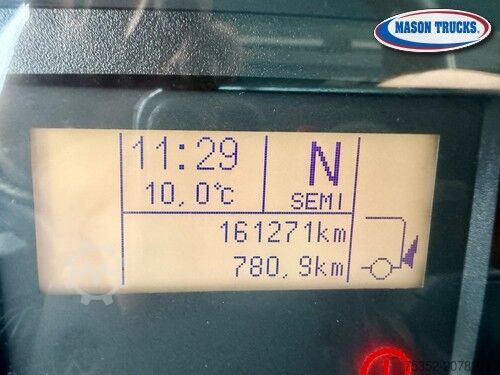 MASON TRUCKS.
11:29
N
10,0°C
SEMI
161271km
780,9km